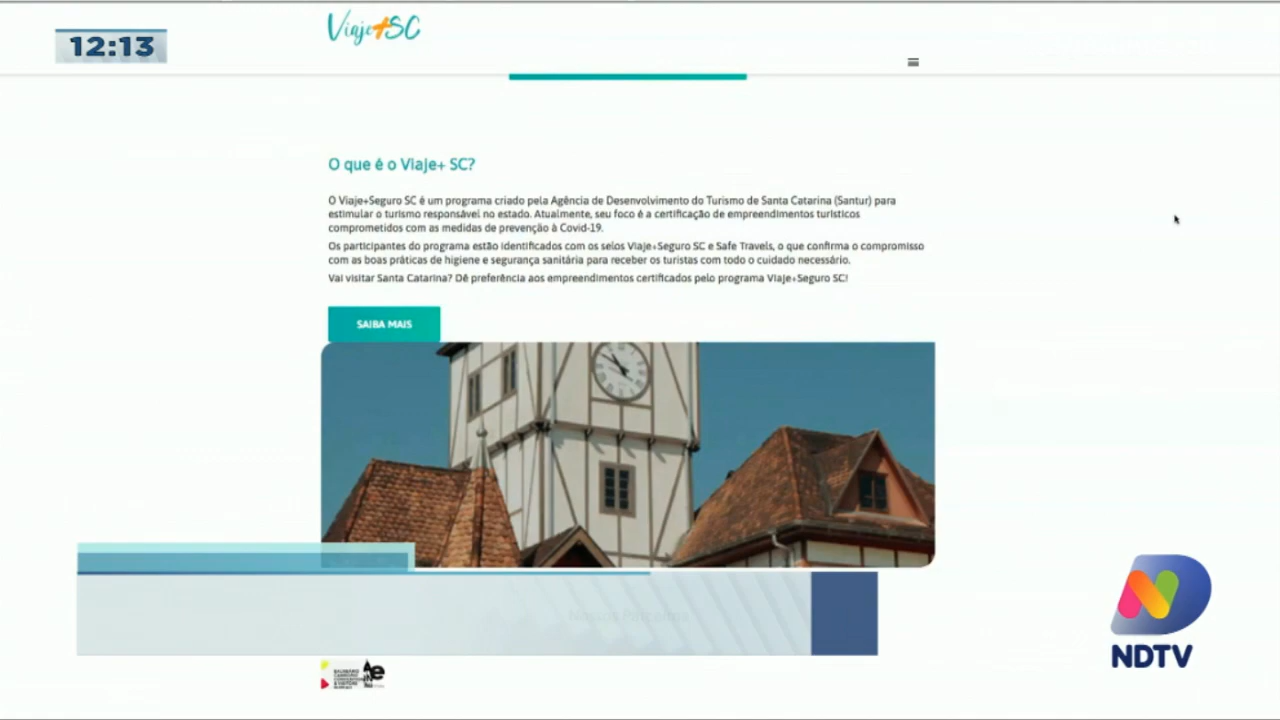 Viaje+SC
12:13
O que é o Viaje+ SC?
O Viaje+Seguro SC é um programa criado pela Agência de Desenvolvimento do Turismo de Santa Catarina (Santur) para
estimular o turismo responsável no estado. Atualmente, seu foco é a certificação de empreendimentos turísticos
comprometidos com as medidas de prevenção à Covid-19.
Os participantes do programa estão identificados com os selos Viaje+Seguro SC e Safe Travels, o que confirma o compromisso
com as boas práticas de higiene e segurança sanitária para receber os turistas com todo o cuidado necessário.
Vai visitar Santa Catarina? Dê preferência aos empreendimentos certificados pelo programa Viaje+Seguro SC!
SAIBA MAIS
NDTV